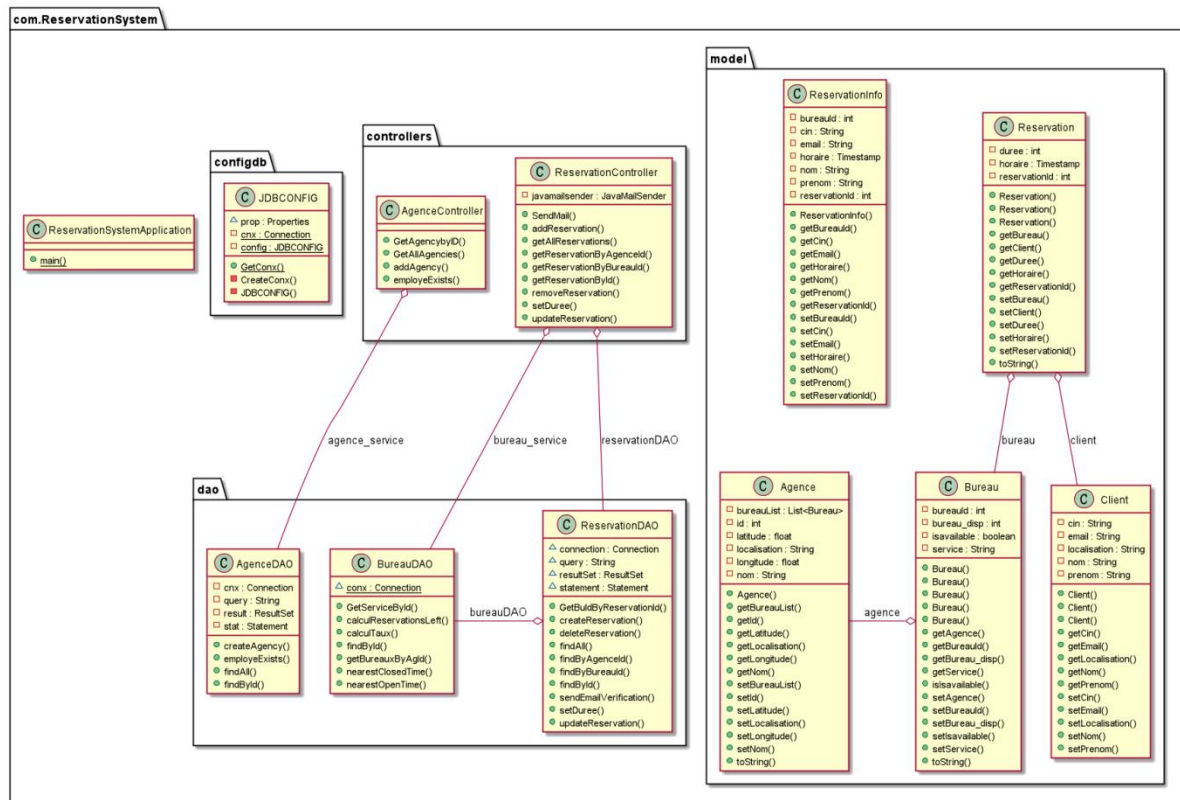 com.ReservationSystem
C ReservationSystemApplication
main()
configdb
C JDBCONFIG
prop : Properties
cnx : Connection
config : JDBCONFIG
GetConx()
CreateConx()
JDBCONFIG()
controllers
C AgenceController
GetAgencybyID()
GetAllAgencies()
addAgency()
employeExists()
C ReservationController
javamailsender : JavaMailSender
SendMail()
addReservation()
getAllReservations()
getReservationByAgenceId()
getReservationByBureauId()
getReservationById()
removeReservation()
setDuree()
updateReservation()
agence_service
bureau_service
reservationDAO
dao
C AgenceDAO
cnx : Connection
query : String
result : ResultSet
stat : Statement
createAgency()
employeExists()
findAll()
findById()
C BureauDAO
conx : Connection
GetServiceById()
calculReservationsLeft()
calculTaux()
findById()
getBureauxByAgId()
nearestClosedTime()
nearestOpenTime()
bureauDAO
C ReservationDAO
connection : Connection
query : String
resultSet : ResultSet
statement : Statement
GetBuIdByReservationId()
createReservation()
deleteReservation()
findAll()
findByAgenceId()
findByBureauId()
findById()
sendEmailVerification()
setDuree()
updateReservation()
model
C ReservationInfo
bureauId : int
cin : String
email : String
horaire : Timestamp
nom : String
prenom : String
reservationId : int
ReservationInfo()
getBureauId()
getCin()
getEmail()
getHoraire()
getNom()
getPrenom()
getReservationId()
setBureauId()
setCin()
setEmail()
setHoraire()
setNom()
setPrenom()
setReservationId()
C Reservation
duree : int
horaire : Timestamp
reservationId : int
Reservation()
Reservation()
Reservation()
getBureau()
getClient()
getDuree()
getHoraire()
getReservationId()
setBureau()
setClient()
setDuree()
setHoraire()
setReservationId()
toString()
bureau
client
C Agence
bureauList : List<Bureau>
id : int
latitude : float
localisation : String
longitude : float
nom : String
Agence()
getBureauList()
getId()
getLatitude()
getLocalisation()
getLongitude()
getNom()
setBureauList()
setId()
setLatitude()
setLocalisation()
setLongitude()
setNom()
toString()
agence
C Bureau
bureauId : int
bureau_disp : int
isavailable : boolean
service : String
Bureau()
Bureau()
Bureau()
Bureau()
getAgence()
getBureauId()
getBureau_disp()
getService()
isIsavailable()
setAgence()
setBureauId()
setBureau_disp()
setIsavailable()
setService()
toString()
C Client
cin : String
email : String
localisation : String
nom : String
prenom : String
Client()
Client()
Client()
getCin()
getEmail()
getLocalisation()
getNom()
getPrenom()
setCin()
setEmail()
setLocalisation()
setNom()
setPrenom()